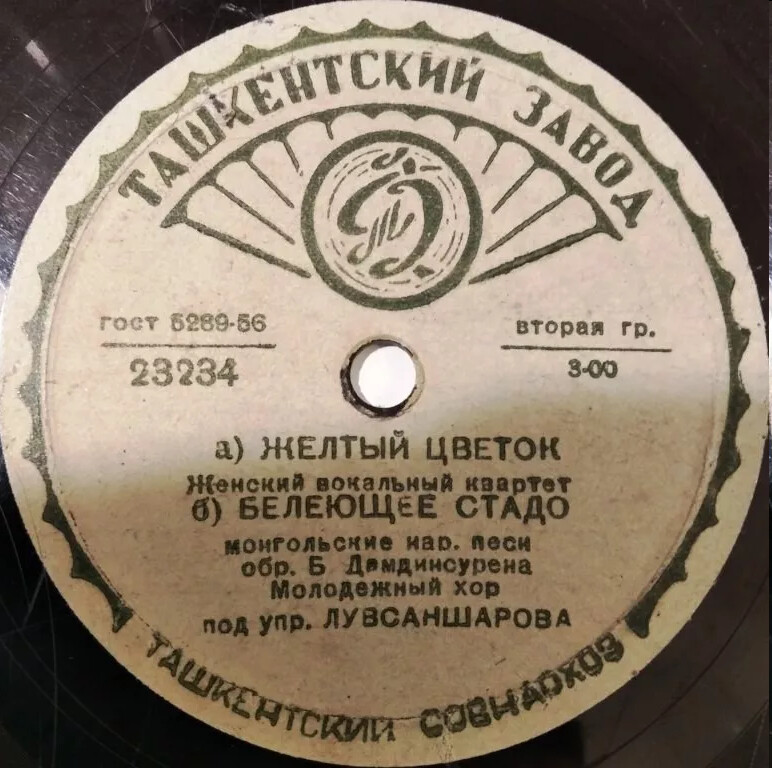 ТАШКЕНТСКИЙ ЗАВОД
ГОСТ 5289-56
вторая гр.
23234
3-00
а) ЖЕЛТЫЙ ЦВЕТОК
Женский вокальный квартет
б) БЕЛЕЮЩЕЕ СТАДО
монгольские нар. песни
обр. Б Дамдинсурена
Молодежный хор
под упр. ЛУВСАНШАРОВА
ТАШКЕНТСКИЙ СОВНАРХОЗ